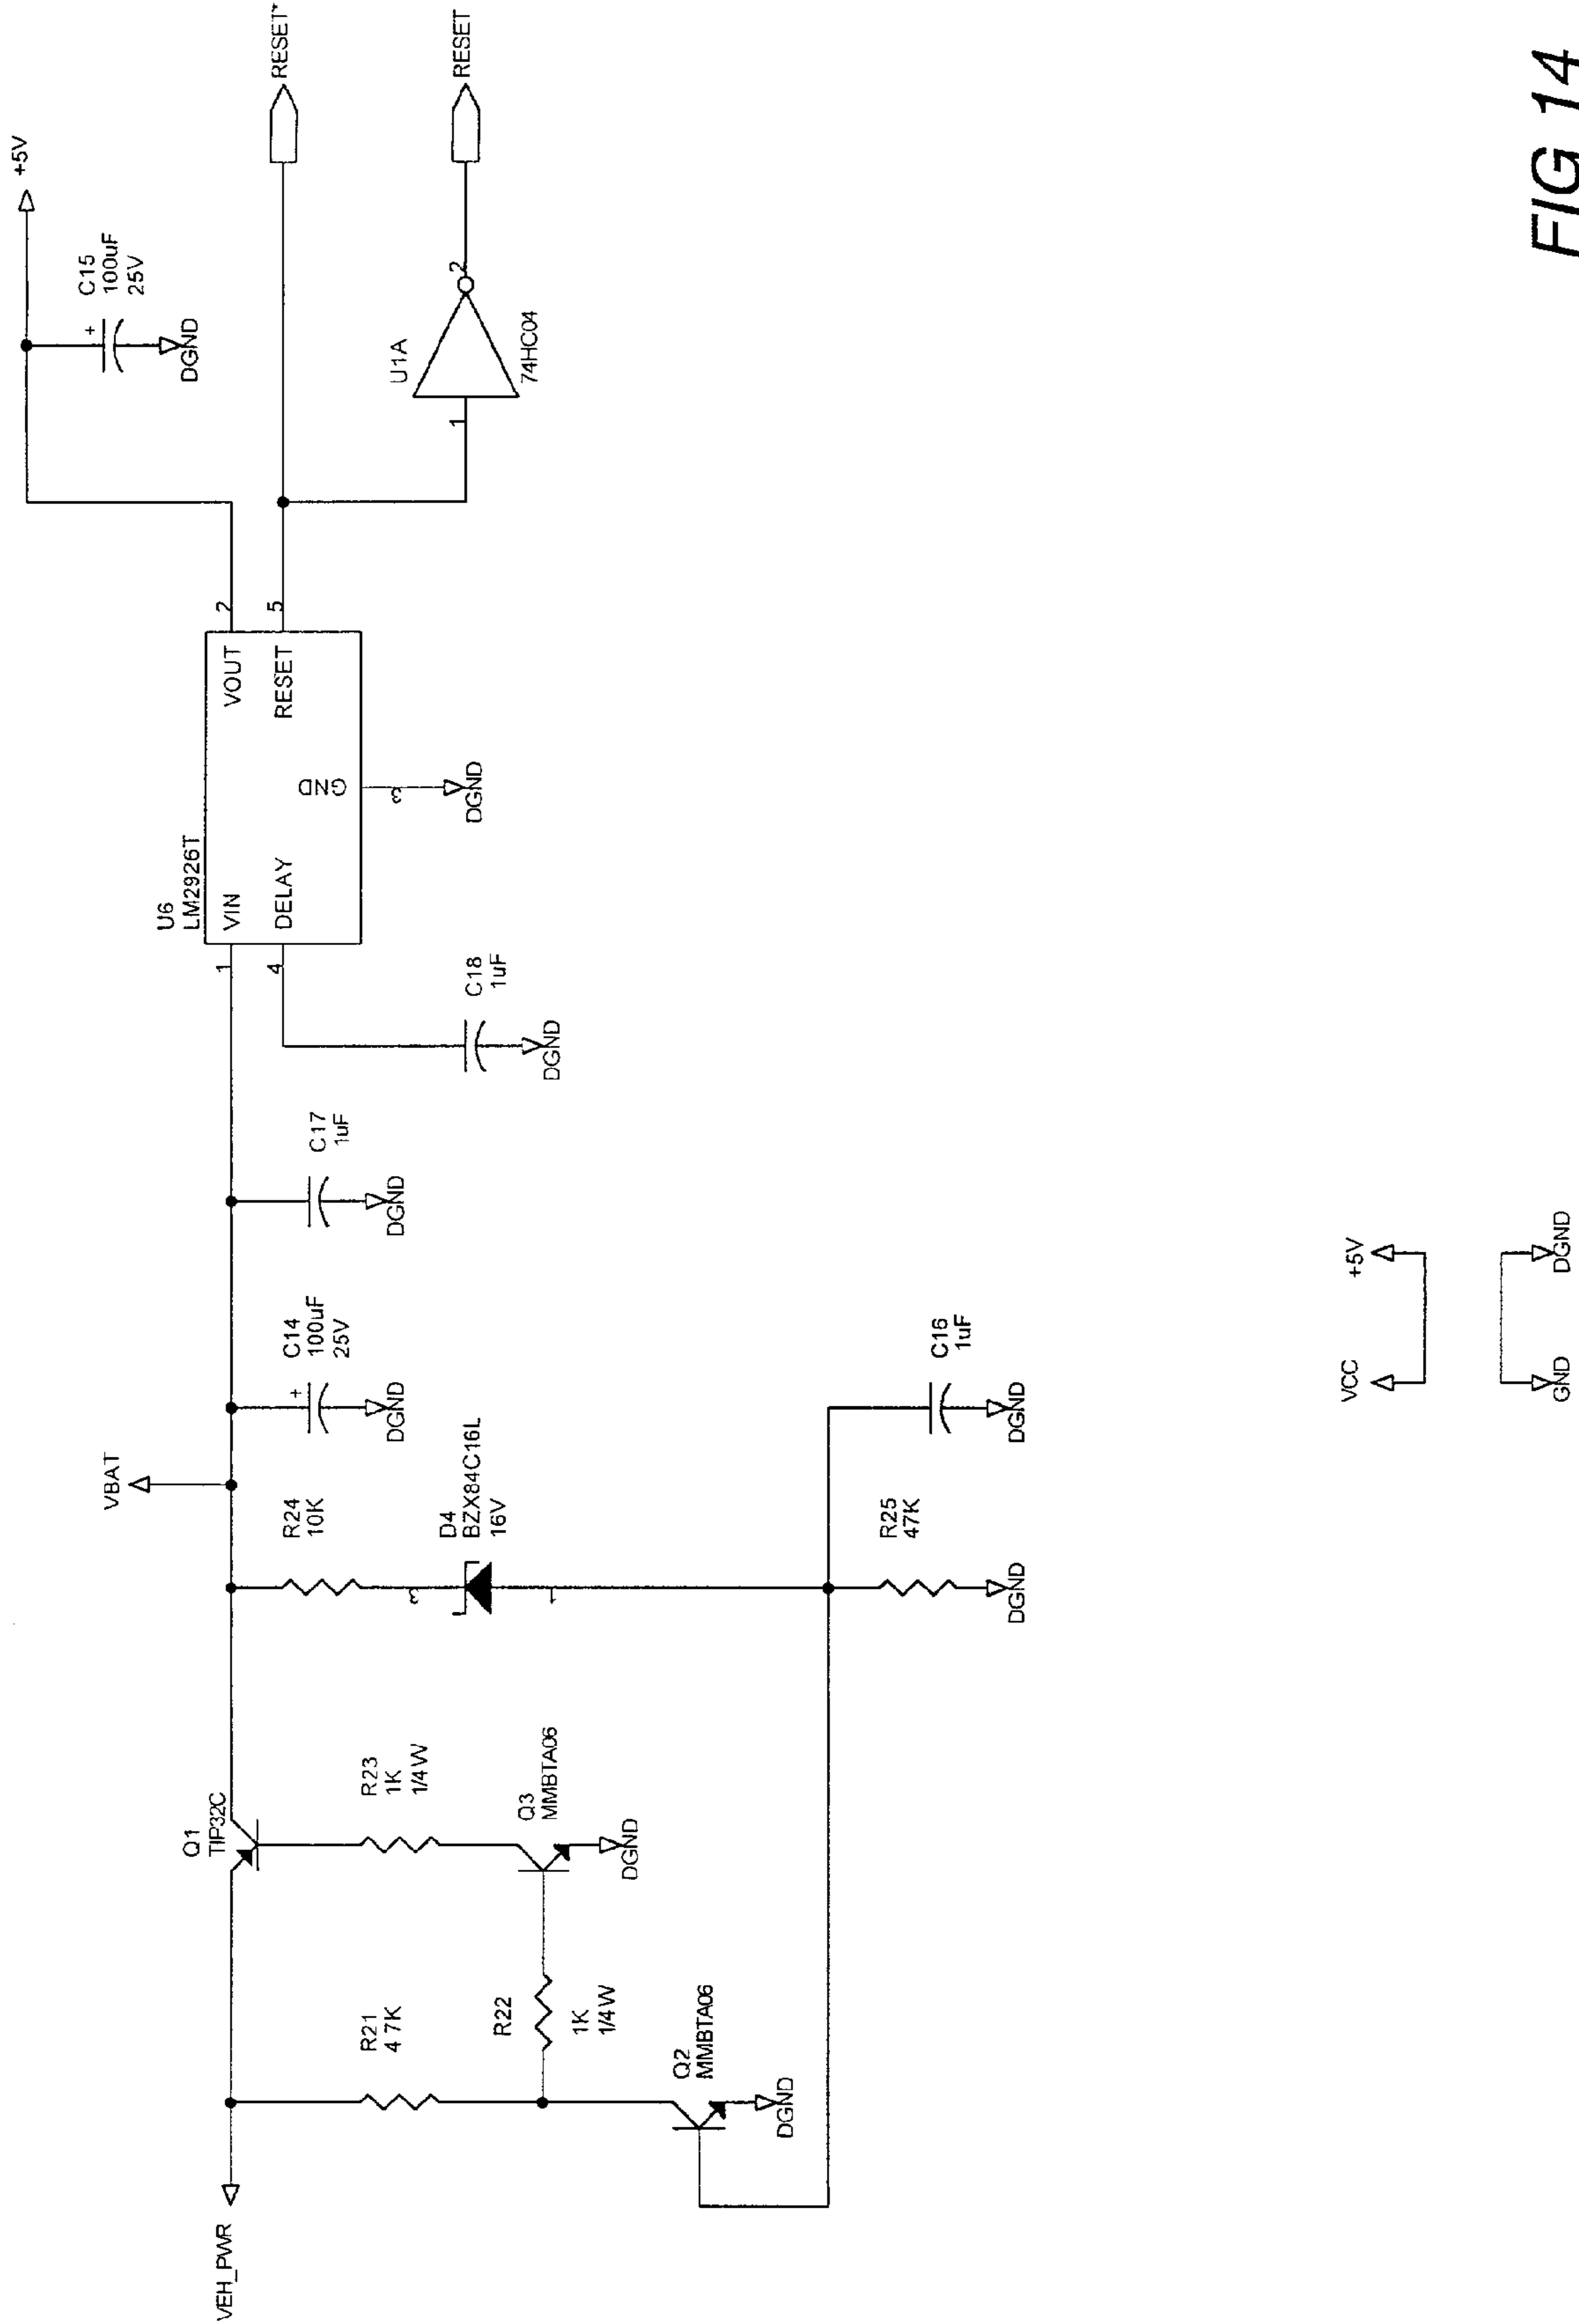 VEH_PWR
Q1
TIP32C
R21
4 7K
R22
1K
1/4W
Q2
MMBTA06
DGND
R23
1K
1/4W
Q3
MMBTA06
DGND
VBAT
R24
10K
D4
BZX84C16L
16V
3
1
R25
47K
DGND
C14
100uF
25V
+
DGND
C16
1uF
DGND
C17
1uF
DGND
C18
1uF
DGND
U6
LM2926T
1
VIN
4
DELAY
GND
3
DGND
VOUT
2
RESET
5
+5V
C15
100uF
25V
+
DGND
RESET*
U1A
1
2
74HC04
RESET
VCC
+5V
GND
DGND
FIG 14